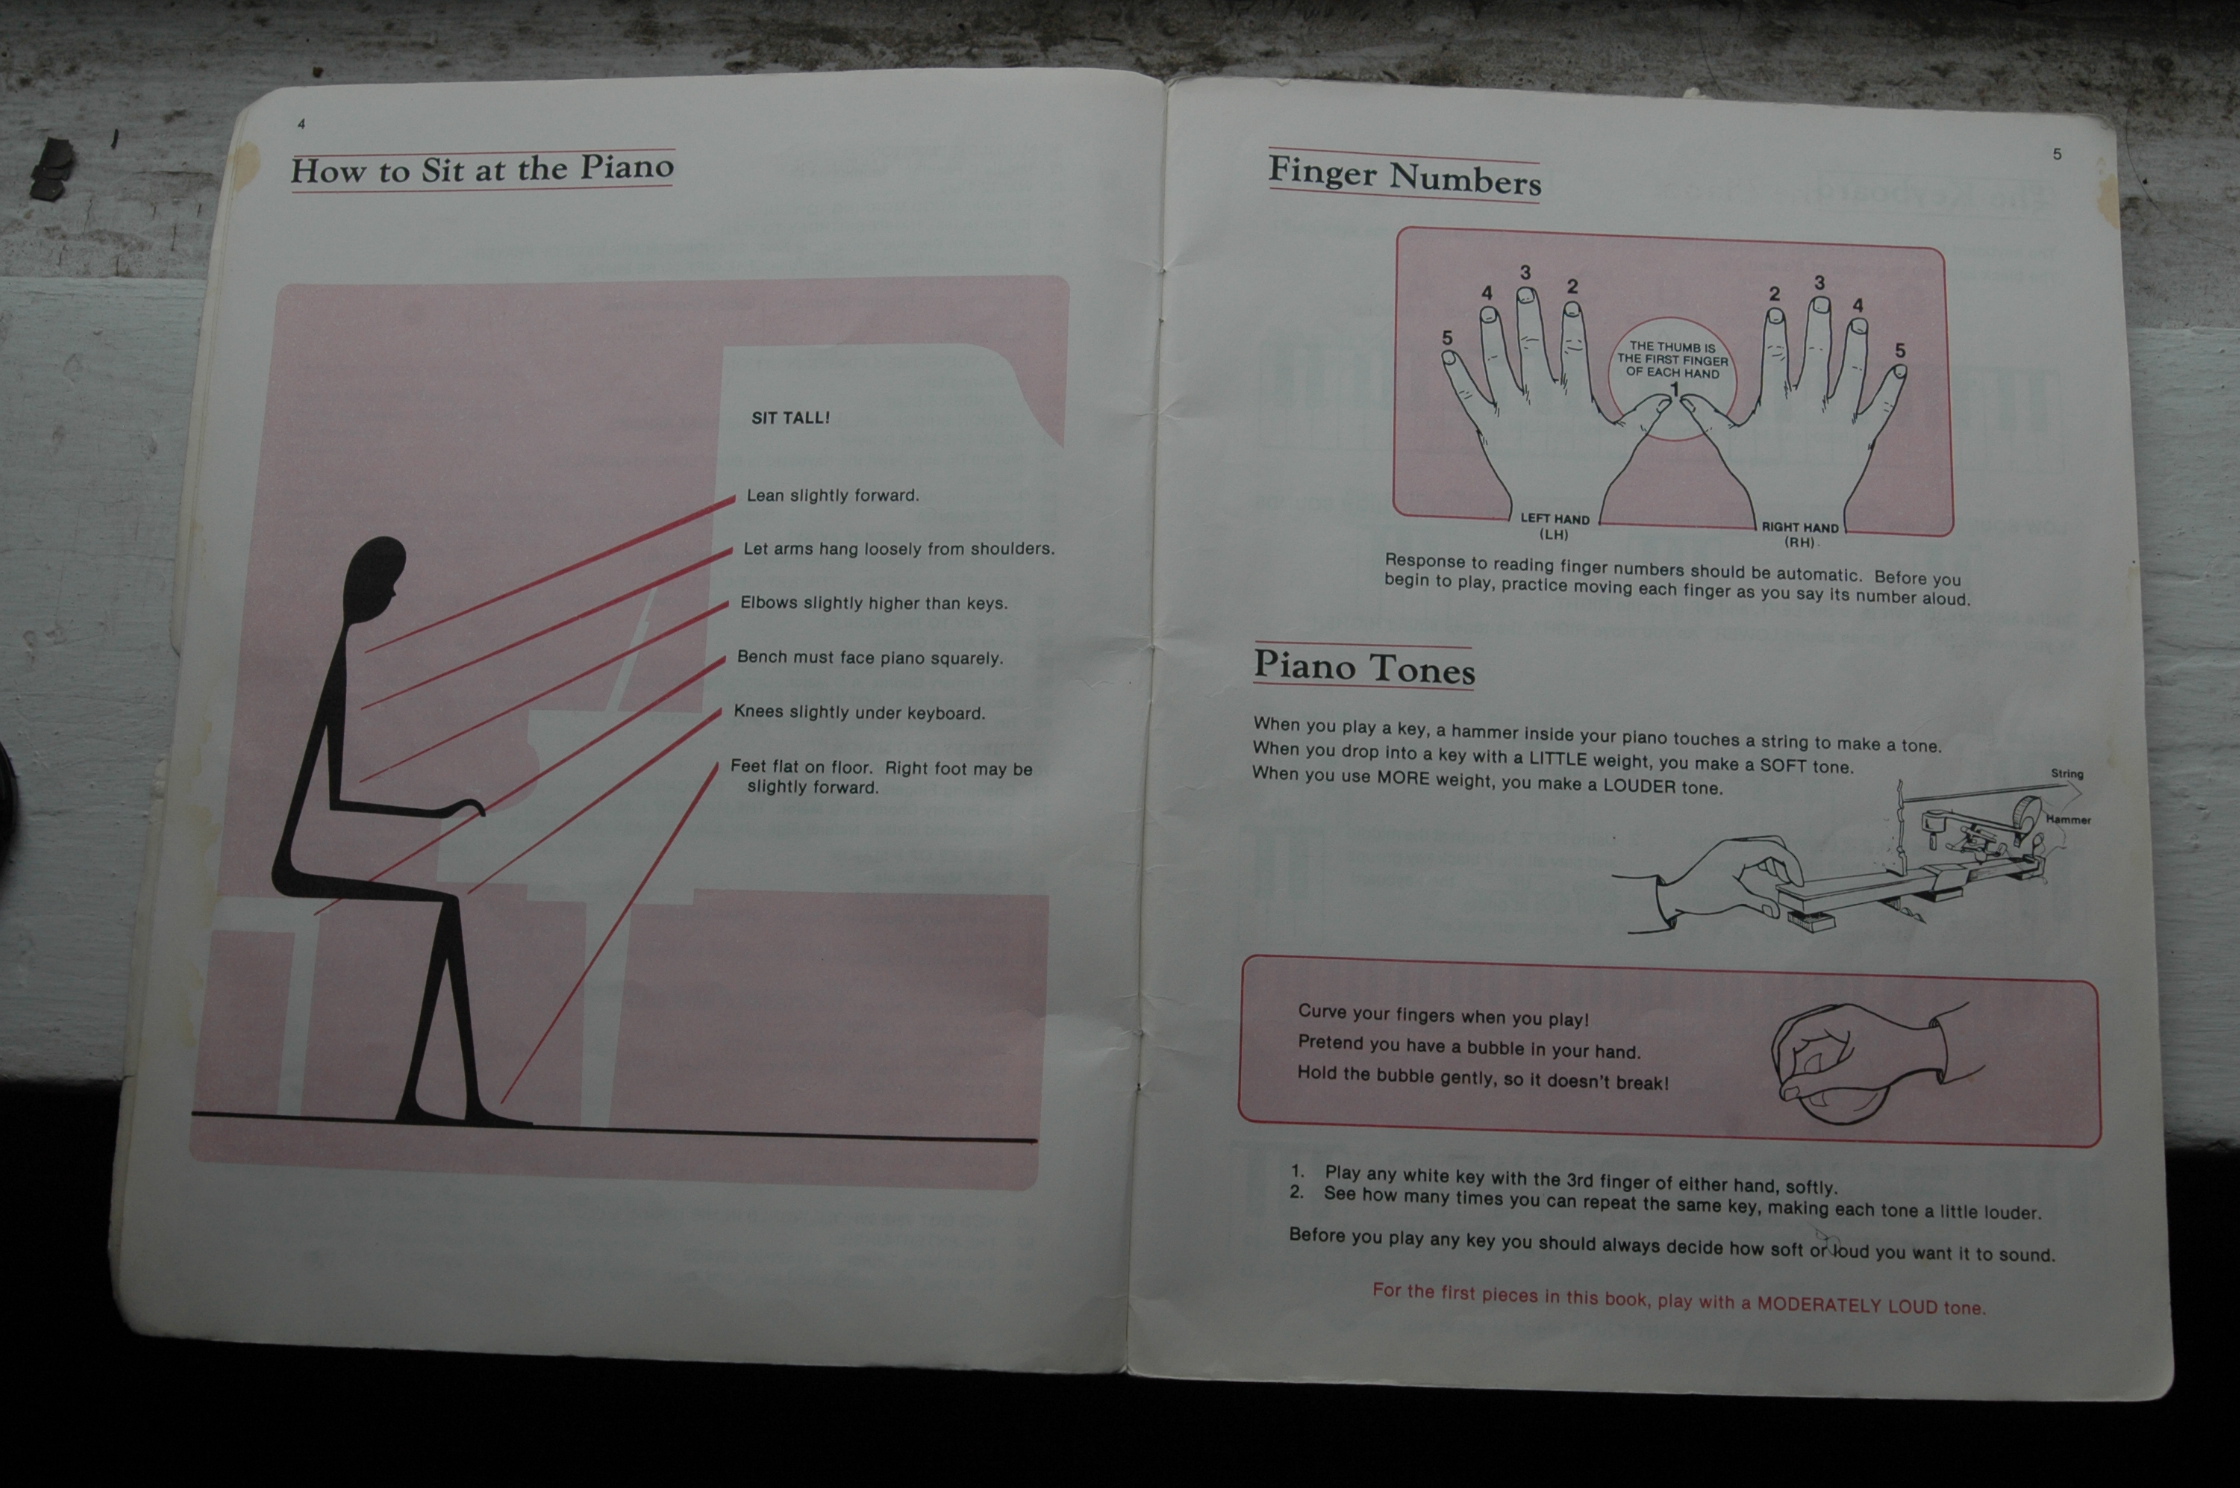 4
How to Sit at the Piano
SIT TALL!
Lean slightly forward.
Let arms hang loosely from shoulders.
Elbows slightly higher than keys.
Bench must face piano squarely.
Knees slightly under keyboard.
Feet flat on floor. Right foot may be
slightly forward.
5
Finger Numbers
5
4
3
2
2
3
4
5
THE THUMB IS
THE FIRST FINGER
OF EACH HAND
1
LEFT HAND
(LH)
RIGHT HAND
(RH)
Response to reading finger numbers should be automatic. Before you
begin to play, practice moving each finger as you say its number aloud.
Piano Tones
When you play a key, a hammer inside your piano touches a string to make a tone.
When you drop into a key with a LITTLE weight, you make a SOFT tone.
When you use MORE weight, you make a LOUDER tone.
String
Hammer
Curve your fingers when you play!
Pretend you have a bubble in your hand.
Hold the bubble gently, so it doesn't break!
1. Play any white key with the 3rd finger of either hand, softly.
2. See how many times you can repeat the same key, making each tone a little louder.
Before you play any key you should always decide how soft or loud you want it to sound.
For the first pieces in this book, play with a MODERATELY LOUD tone.